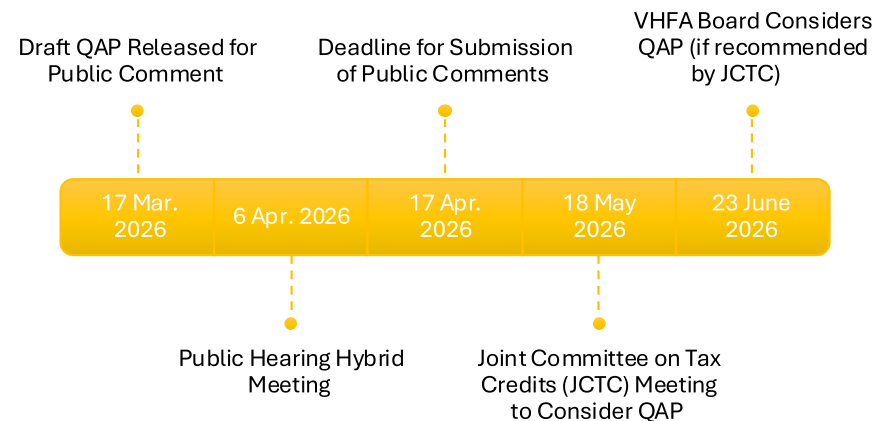 Draft QAP Released for
Public Comment
Deadline for Submission
of Public Comments
VHFA Board Considers
QAP (if recommended
by JCTC)
17 Mar.
2026
6 Apr. 2026
17 Apr.
2026
18 May
2026
23 June
2026
Public Hearing Hybrid
Meeting
Joint Committee on Tax
Credits (JCTC) Meeting
to Consider QAP